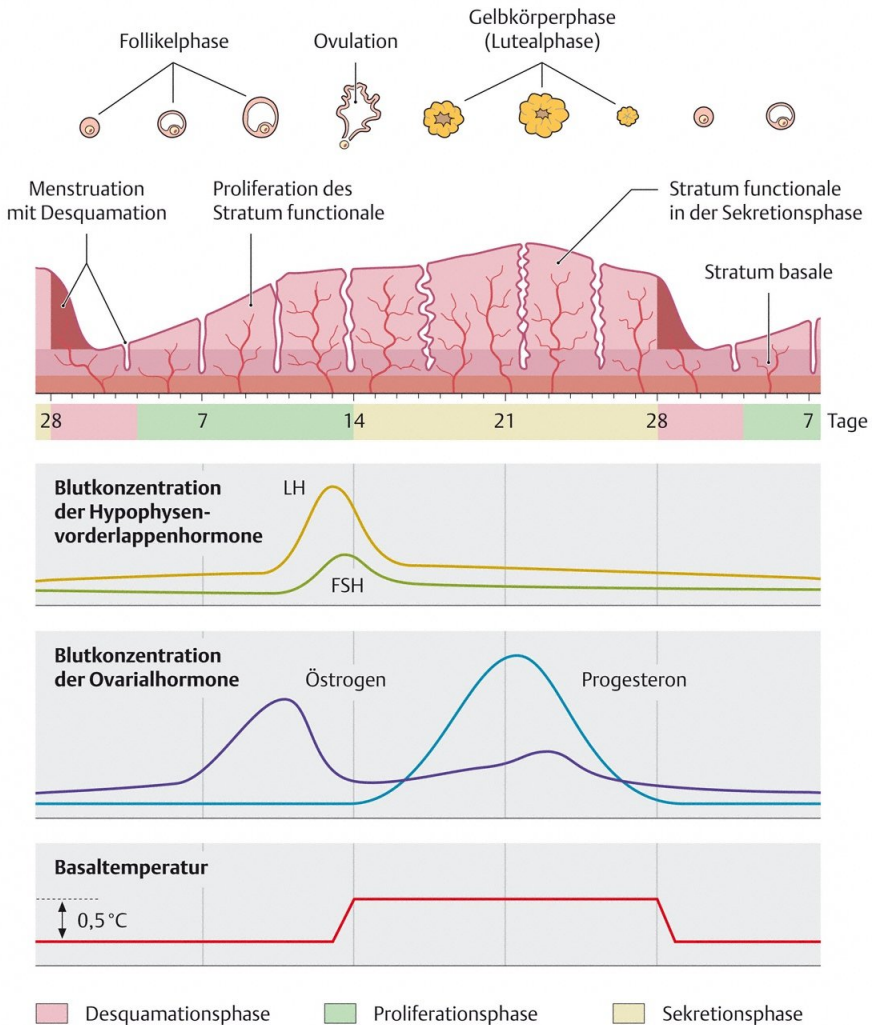 Gelbkörperphase
(Lutealphase)
Follikelphase
Ovulation
Menstruation
mit Desquamation
Proliferation des
Stratum functionale
Stratum functionale
in der Sekretionsphase
Stratum basale
28 7 14 21 28 7 Tage
Blutkonzentration
der Hypophysen-
vorderlappenhormone
LH
FSH
Blutkonzentration
der Ovarialhormone
Östrogen
Progesteron
Basaltemperatur
0,5 °C
Desquamationsphase Proliferationsphase Sekretionsphase